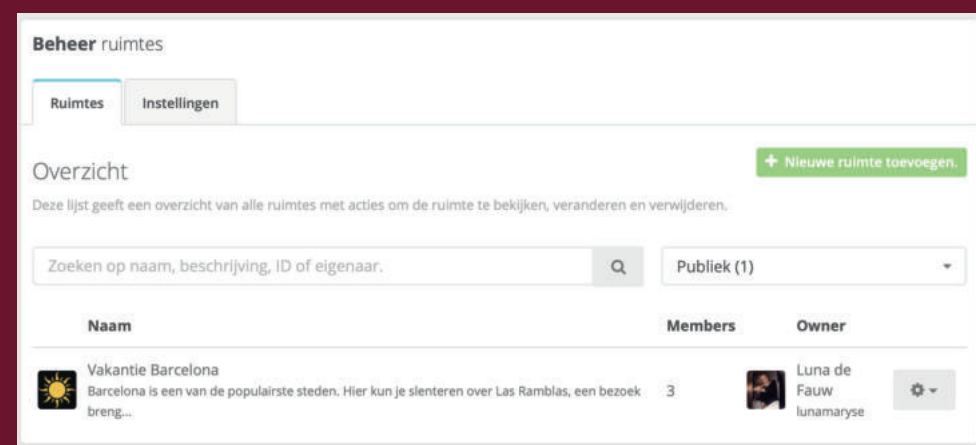 Beheer ruimtes
Ruimtes
Instellingen
Overzicht
+ Nieuwe ruimte toevoegen.
Deze lijst geeft een overzicht van alle ruimtes met acties om de ruimte te bekijken, veranderen en verwijderen.
Zoeken op naam, beschrijving, ID of eigenaar.
Publiek (1)
Naam
Members
Owner
Vakantie Barcelona
Barcelona is een van de populairste steden. Hier kun je slenteren over Las Ramblas, een bezoek
breng...
3
Luna de
Fauw
lunamaryse